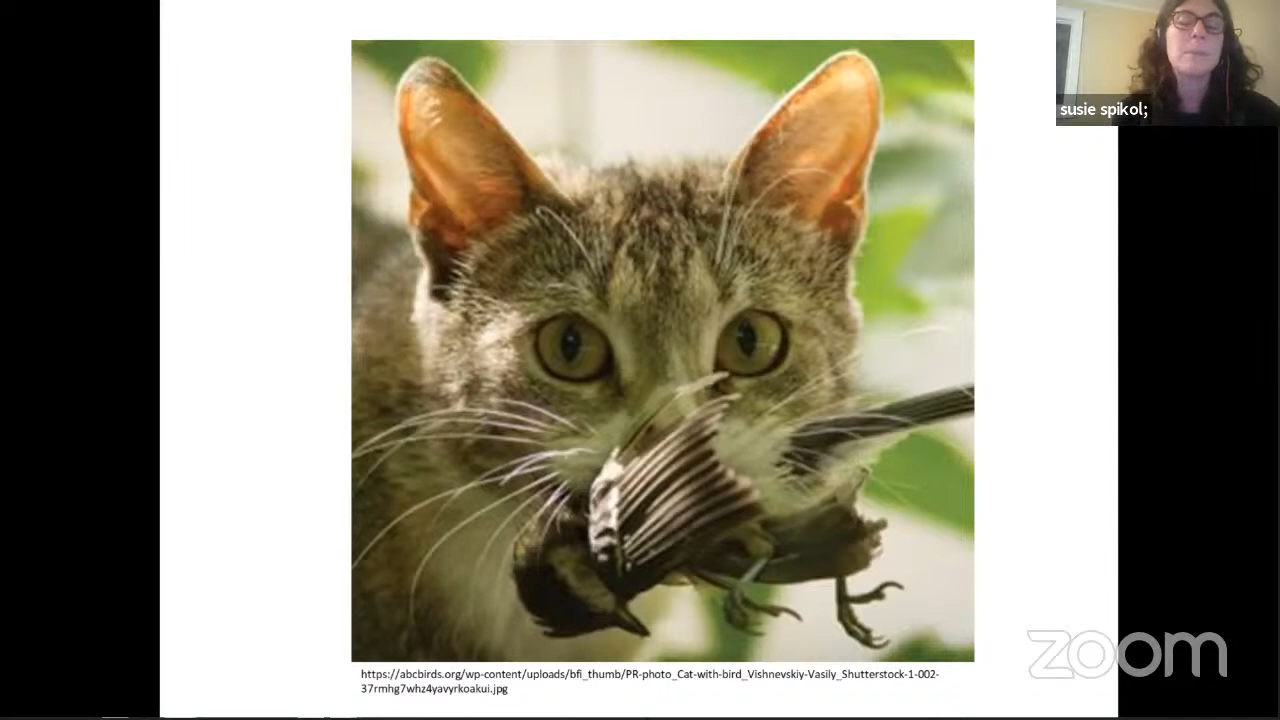 susie spikol;
https://abcbirds.org/wp-content/uploads/bfi_thumb/PR-photo_Cat-with-bird_Vishnevskiy-Vasily_Shutterstock-1-002-
37rmhg7whz4yavyrkoakui.jpg
zoom